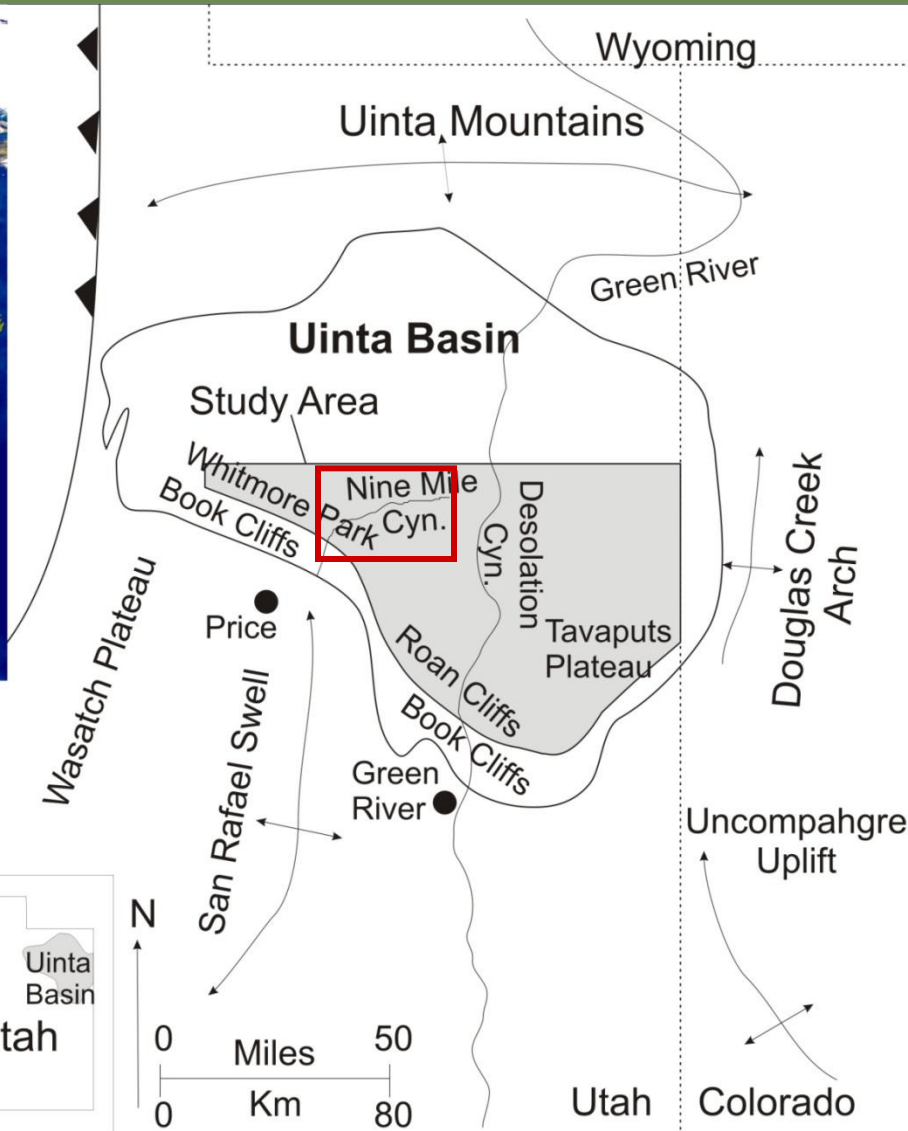 Wyoming
Uinta Mountains
Green River
Uinta Basin
Study Area
Whitmore Park
Nine Mile
Cyn.
Book Cliffs
Desolation
Cyn.
Douglas Creek
Arch
Price
Tavaputs
Plateau
Wasatch Plateau
Roan Cliffs
Book Cliffs
San Rafael Swell
Green
River
Uncompahgre
Uplift
N
Uinta
Basin
tah
0 50
Miles
Km
0 80
Utah
Colorado